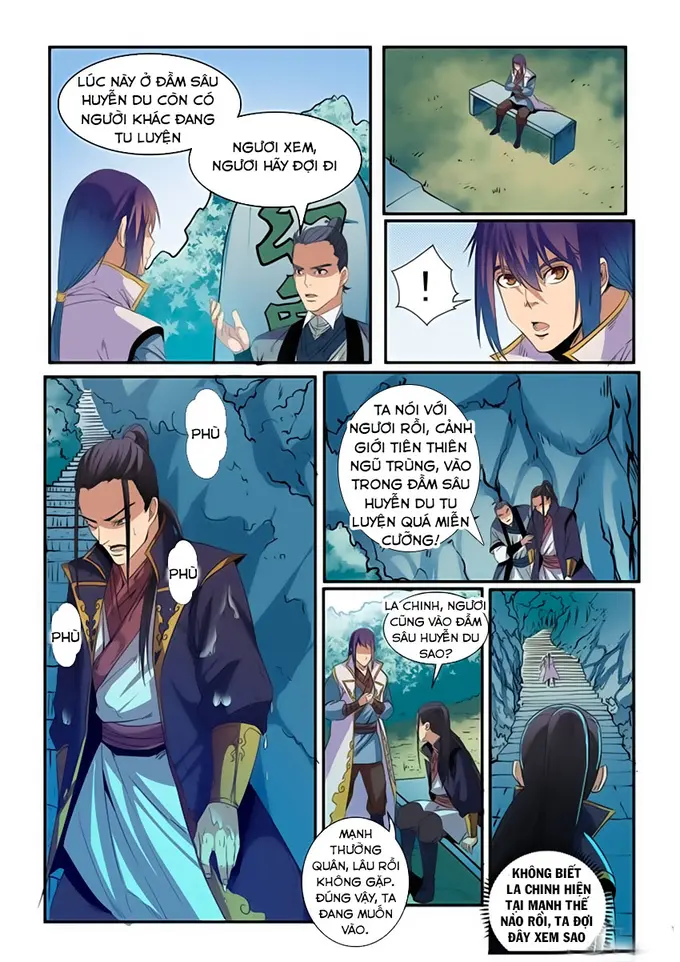 LÚC NÀY Ở ĐẦM SÂU
HUYỄN DU CÒN CÓ
NGƯỜI KHÁC ĐANG
TU LUYỆN
NGƯƠI XEM,
NGƯƠI HÃY ĐỢI ĐI
!
PHÙ
PHÙ
PHÙ
TA NÓI VỚI
NGƯƠI RỒI, CẢNH
GIỚI TIÊN THIÊN
NGŨ TRÙNG, VÀO
TRONG ĐẦM SÂU
HUYỄN DU TU
LUYỆN QUÁ MIỄN
CƯỠNG!
LA CHINH, NGƯƠI
CŨNG VÀO ĐẦM
SÂU HUYỄN DU
SAO?
MẠNH
THƯỜNG
QUÂN, LÂU RỒI
KHÔNG GẶP.
ĐÚNG VẬY, TA
ĐANG MUỐN
VÀO.
KHÔNG BIẾT
LA CHINH HIỆN
TẠI MẠNH THẾ
NÀO RỒI, TA ĐỢI
ĐÂY XEM SAO